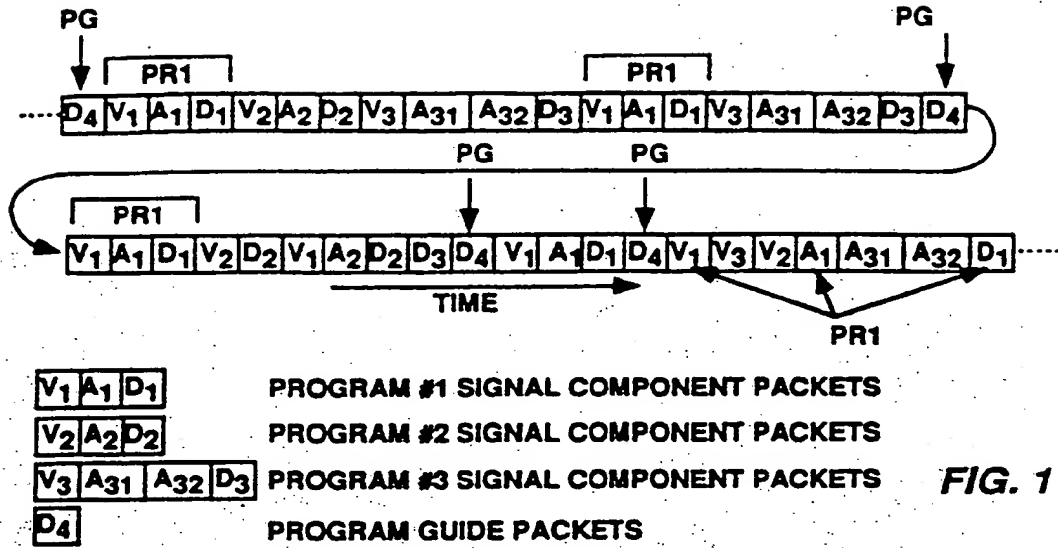 PG PG
PR1 PR1
D4 V1 A1 D1 V2 A2 D2 V3 A31 A32 D3 V1 A1 D1 V3 A31 A32 D3 D4
PG PG
PR1
V1 A1 D1 V2 D2 V1 A2 D2 D3 D4 V1 A1 D1 D4 V1 V3 V2 A1 A31 A32 D1
TIME
PR1
V1 A1 D1 PROGRAM #1 SIGNAL COMPONENT PACKETS
V2 A2 D2 PROGRAM #2 SIGNAL COMPONENT PACKETS
V3 A31 A32 D3 PROGRAM #3 SIGNAL COMPONENT PACKETS
FIG. 1
D4 PROGRAM GUIDE PACKETS